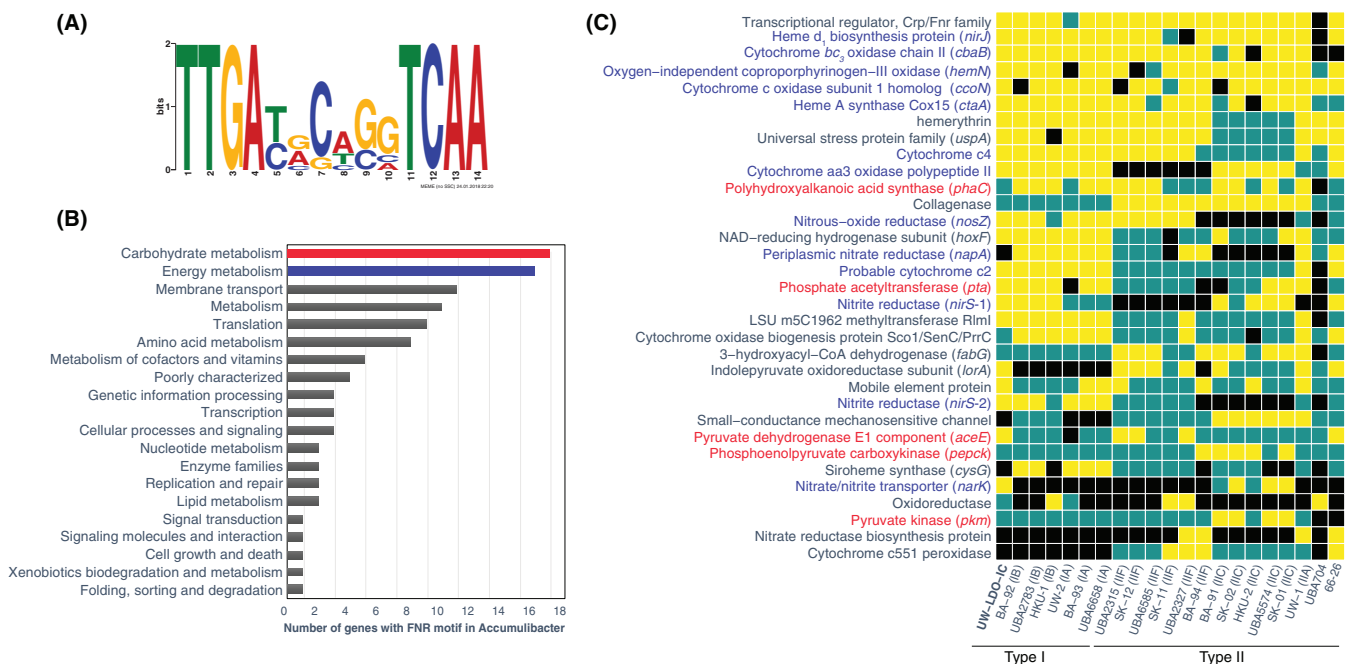 (A)
bits
2
1
0
TTGATCGACCGATCAGCGCGCATCAA
1 2 3 4 5 6 7 8 9 10 11 12 13 14
MEME (no SSC) 24.01.2018 22:20
(B)
Carbohydrate metabolism
Energy metabolism
Membrane transport
Metabolism
Translation
Amino acid metabolism
Metabolism of cofactors and vitamins
Poorly characterized
Genetic information processing
Transcription
Cellular processes and signaling
Nucleotide metabolism
Enzyme families
Replication and repair
Lipid metabolism
Signal transduction
Signaling molecules and interaction
Cell growth and death
Xenobiotics biodegradation and metabolism
Folding, sorting and degradation
0 2 4 6 8 10 12 14 16 18
Number of genes with FNR motif in Accumulibacter
(C)
Transcriptional regulator, Crp/Fnr family
Heme d1 biosynthesis protein (nirJ)
Cytochrome bc3 oxidase chain II (cbaB)
Oxygen−independent coproporphyrinogen−III oxidase (hemN)
Cytochrome c oxidase subunit 1 homolog (ccoN)
Heme A synthase Cox15 (ctaA)
hemerythrin
Universal stress protein family (uspA)
Cytochrome c4
Cytochrome aa3 oxidase polypeptide II
Polyhydroxyalkanoic acid synthase (phaC)
Collagenase
Nitrous−oxide reductase (nosZ)
NAD−reducing hydrogenase subunit (hoxF)
Periplasmic nitrate reductase (napA)
Probable cytochrome c2
Phosphate acetyltransferase (pta)
Nitrite reductase (nirS-1)
LSU m5C1962 methyltransferase RlmI
Cytochrome oxidase biogenesis protein Sco1/SenC/PrrC
3−hydroxyacyl−CoA dehydrogenase (fabG)
Indolepyruvate oxidoreductase subunit (IorA)
Mobile element protein
Nitrite reductase (nirS-2)
Small−conductance mechanosensitive channel
Pyruvate dehydrogenase E1 component (aceE)
Phosphoenolpyruvate carboxykinase (pepck)
Siroheme synthase (cysG)
Nitrate/nitrite transporter (narK)
Oxidoreductase
Pyruvate kinase (pkm)
Nitrate reductase biosynthesis protein
Cytochrome c551 peroxidase
UW−LDO−IC
BA−92 (IB)
UBA2783 (IB)
HKU−1 (IB)
UW−2 (IA)
BA−93 (IA)
UBA6658 (IA)
UBA2315 (IIF)
SK−12 (IIF)
UBA6585 (IIF)
SK−11 (IIF)
UBA2327 (IIF)
BA−94 (IIF)
BA−91 (IIC)
SK−02 (IIC)
HKU−2 (IIC)
UBA5574 (IIC)
SK−01 (IIC)
UW−1 (IIA)
UBA704
66-26
Type I
Type II